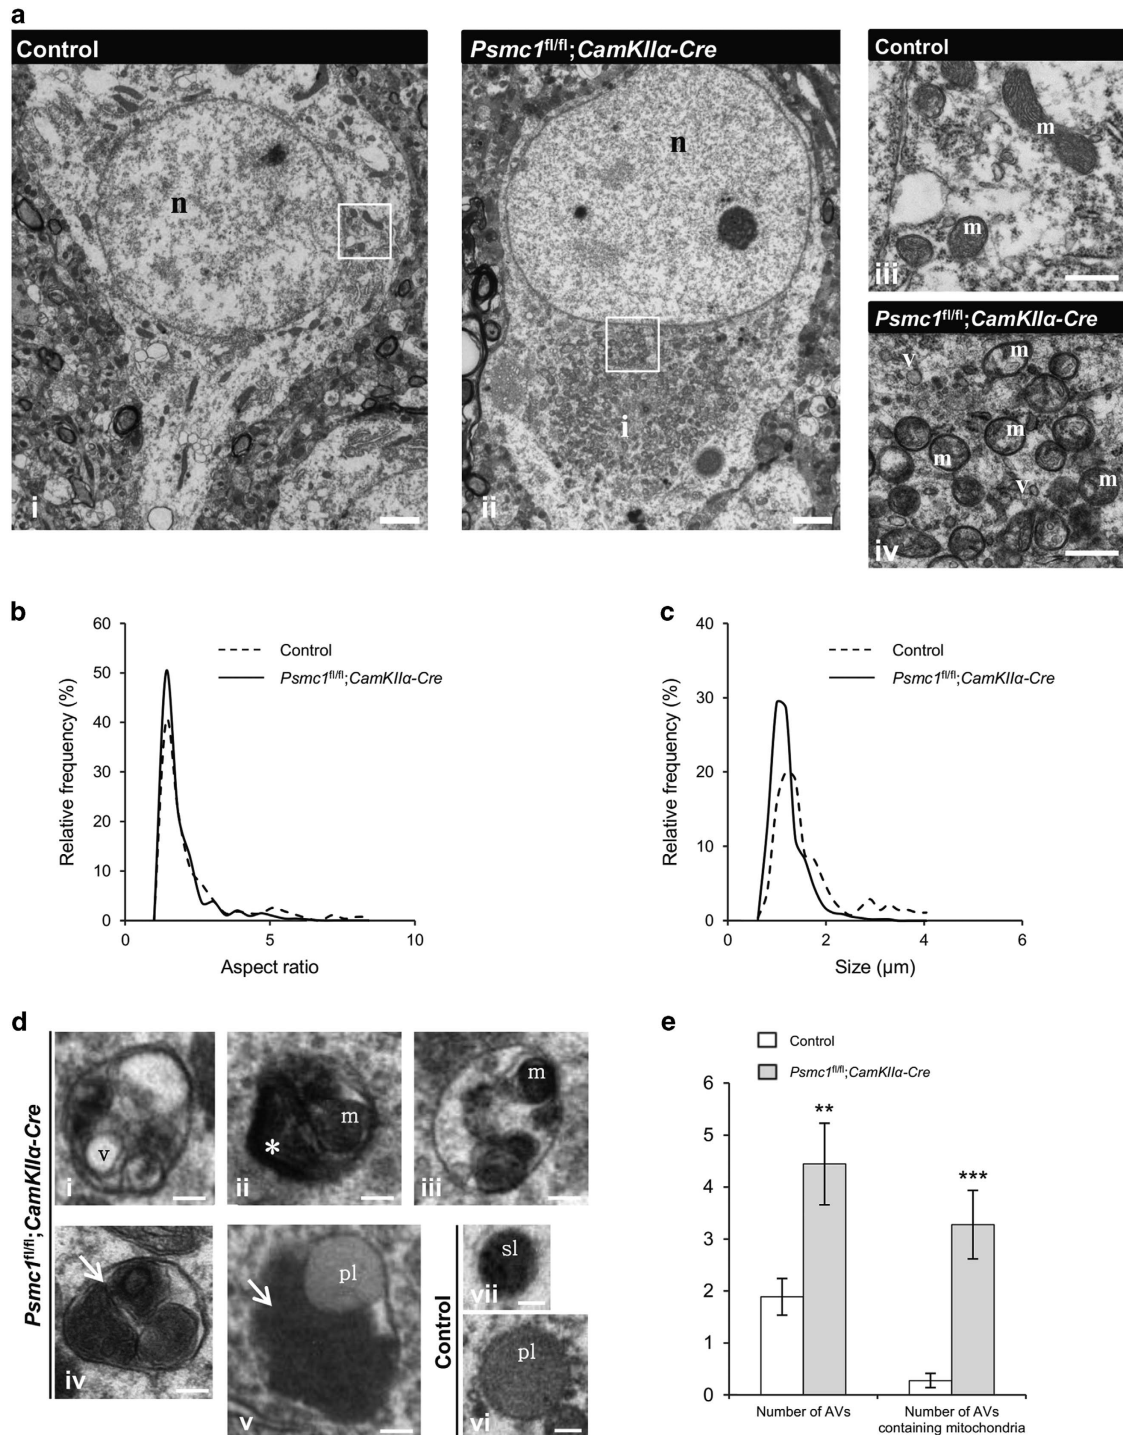 a
Control
Psmc1fl/fl;CamKIIα-Cre
Control
n
n
m
m
iii
Psmc1fl/fl;CamKIIα-Cre
v
m
m
m
v
m
iv
i
i
ii
b
60
50
40
30
20
10
0
Relative frequency (%)
Control
Psmc1fl/fl;CamKIIα-Cre
0
5
10
Aspect ratio
c
40
30
20
10
0
Relative frequency (%)
Control
Psmc1fl/fl;CamKIIα-Cre
0
2
4
6
Size (µm)
d
Psmc1fl/fl;CamKIIα-Cre
v
i
m
*
ii
m
iii
iv
pl
v
Control
sl
vii
pl
vi
e
Control
Psmc1fl/fl;CamKIIα-Cre
6
5
4
3
2
1
0
**
***
Number of AVs
Number of AVs
containing mitochondria